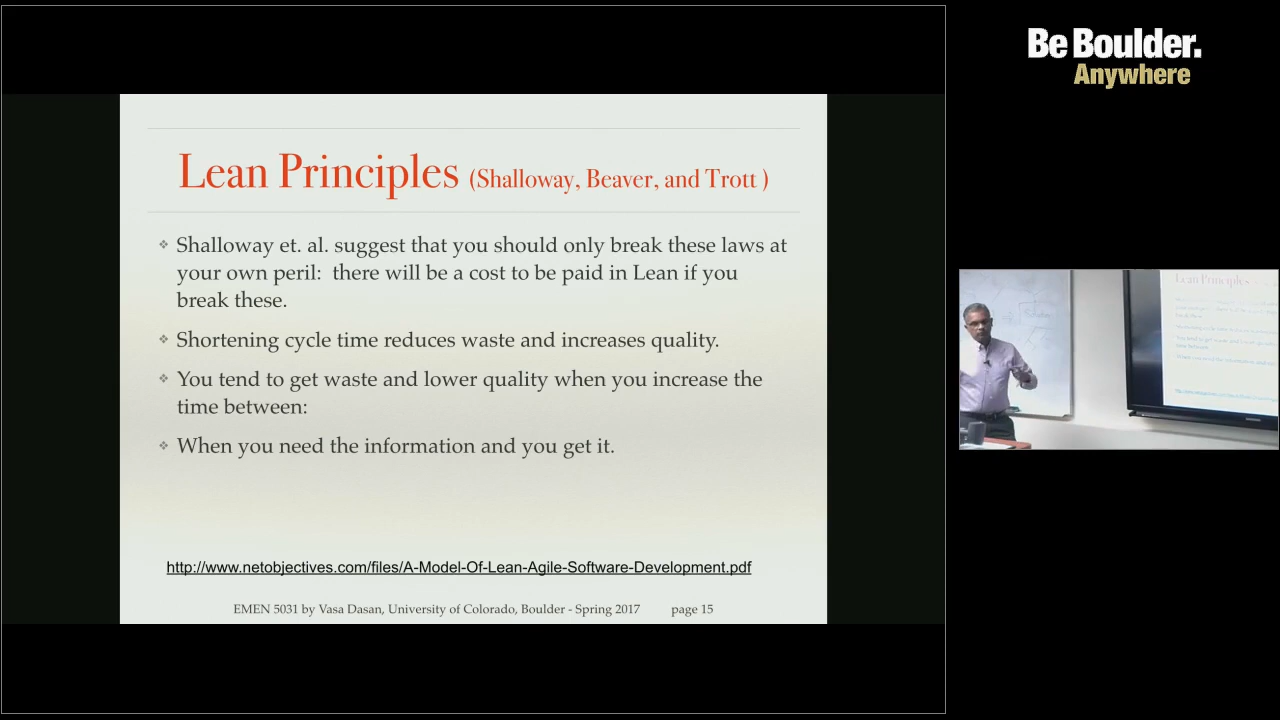 Be Boulder.
Anywhere
Lean Principles (Shalloway, Beaver, and Trott )
❖ Shalloway et. al. suggest that you should only break these laws at
your own peril:  there will be a cost to be paid in Lean if you
break these.
❖ Shortening cycle time reduces waste and increases quality.
❖ You tend to get waste and lower quality when you increase the
time between:
❖ When you need the information and you get it.
http://www.netobjectives.com/files/A-Model-Of-Lean-Agile-Software-Development.pdf
EMEN 5031 by Vasa Dasan, University of Colorado, Boulder - Spring 2017 page 15
Lean Principles